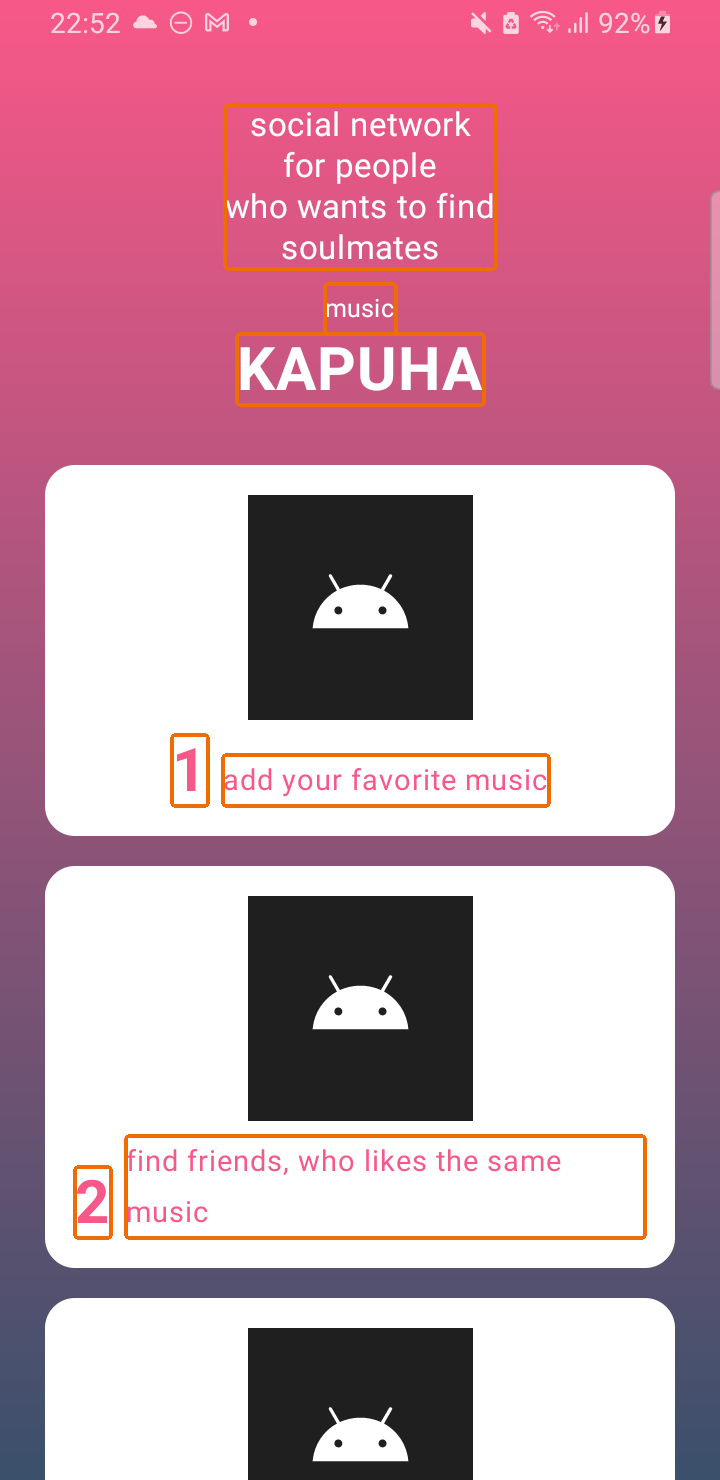 22:52
92%
social network
for people
who wants to find
soulmates
music
KAPUHA
1 add your favorite music
find friends, who likes the same
2 music